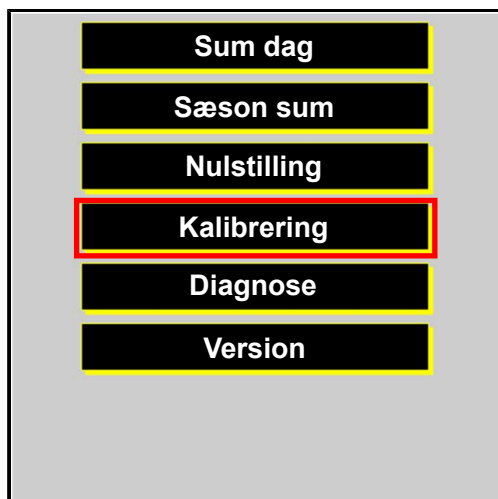 Sum dag
Sæson sum
Nulstilling
Kalibrering
Diagnose
Version